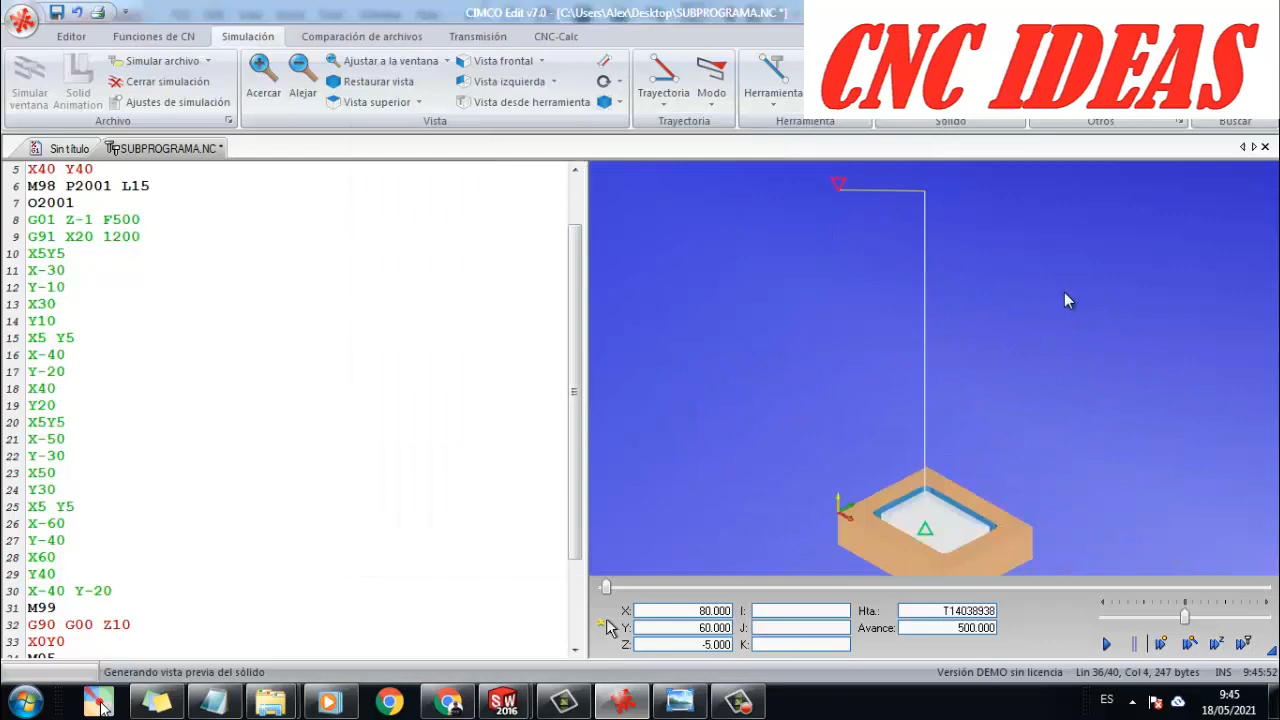 CIMCO Edit v7.0 - [C:\Users\Alex\Desktop\SUBPROGRAMA.NC *]
CNC IDEAS
Editor
Funciones de CN
Simulación
Comparación de archivos
Transmisión
CNC-Calc
Simular ventana
Solid Animation
Simular archivo
Cerrar simulación
Ajustes de simulación
Archivo
Acercar
Alejar
Ajustar a la ventana
Restaurar vista
Vista superior
Vista frontal
Vista izquierda
Vista desde herramienta
Vista
Trayectoria
Modo
Trayectoria
Herramienta
Herramienta
Sólido
Otros
Buscar
Sin título
SUBPROGRAMA.NC *
5 X40 Y40
6 M98 P2001 L15
7 O2001
8 G01 Z-1 F500
9 G91 X20 1200
10 X5Y5
11 X-30
12 Y-10
13 X30
14 Y10
15 X5 Y5
16 X-40
17 Y-20
18 X40
19 Y20
20 X5Y5
21 X-50
22 Y-30
23 X50
24 Y30
25 X5 Y5
26 X-60
27 Y-40
28 X60
29 Y40
30 X-40 Y-20
31 M99
32 G90 G00 Z10
33 X0Y0
X: 80.000 I: Hta.: T14038938
Y: 60.000 J: Avance: 500.000
Z: -5.000 K:
Generando vista previa del sólido
Versión DEMO sin licencia
Lin 36/40, Col 4, 247 bytes
INS
9:45:52
SW
2016
ES
9:45
18/05/2021